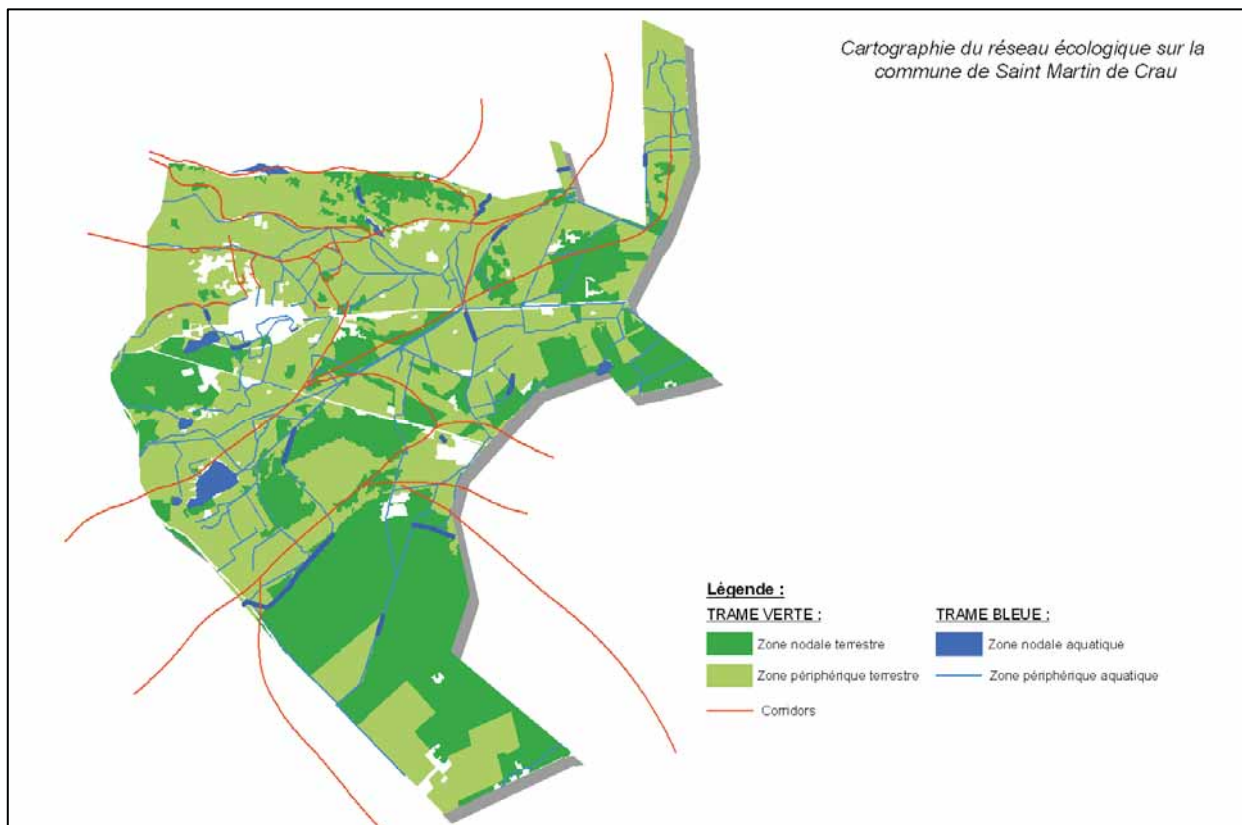 Cartographie du réseau écologique sur la
commune de Saint Martin de Crau
Légende :
TRAME VERTE :
Zone nodale terrestre
Zone périphérique terrestre
Corridors
TRAME BLEUE :
Zone nodale aquatique
Zone périphérique aquatique